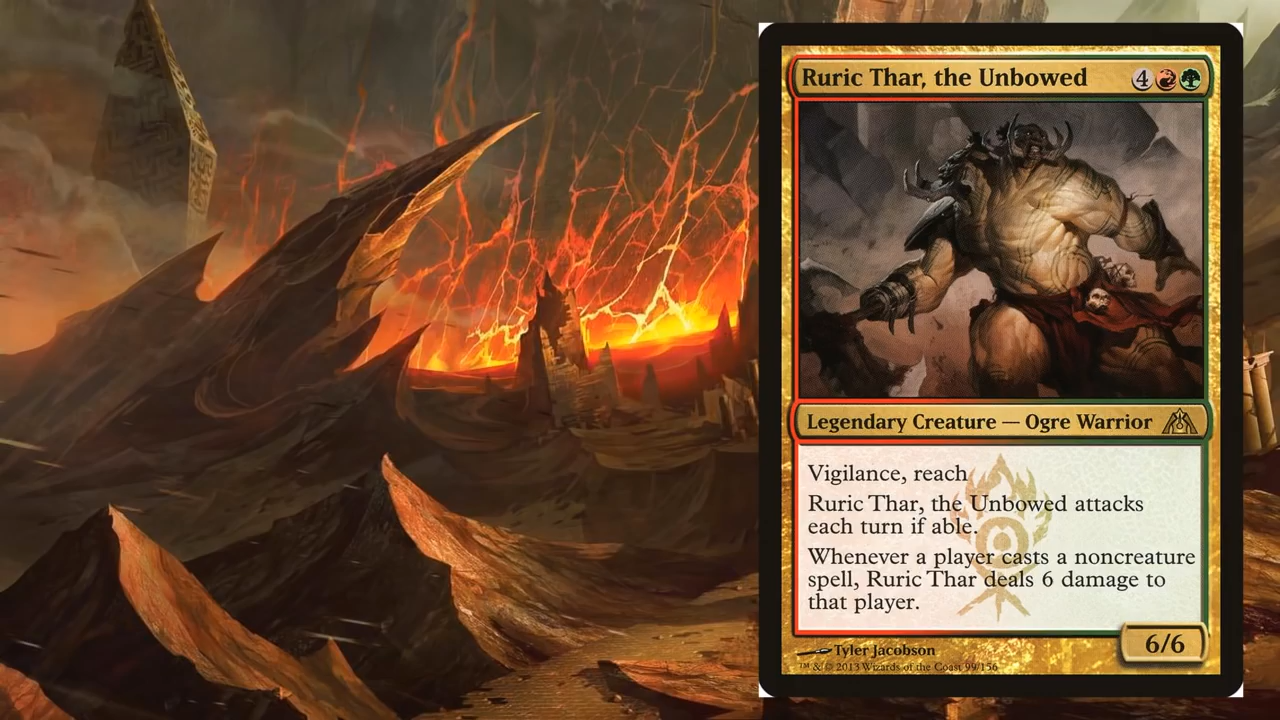 Ruric Thar, the Unbowed 4
Legendary Creature — Ogre Warrior
Vigilance, reach
Ruric Thar, the Unbowed attacks
each turn if able.
Whenever a player casts a noncreature
spell, Ruric Thar deals 6 damage to
that player.
6/6
Tyler Jacobson
™ & © 2013 Wizards of the Coast 99/156